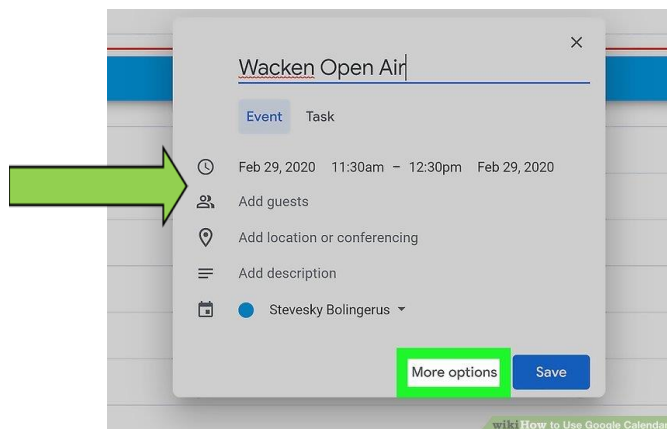 Wacken Open Air
Event Task
Feb 29, 2020 11:30am – 12:30pm Feb 29, 2020
Add guests
Add location or conferencing
Add description
Stevesky Bolingerus
More options Save
wikiHow to Use Google Calendar